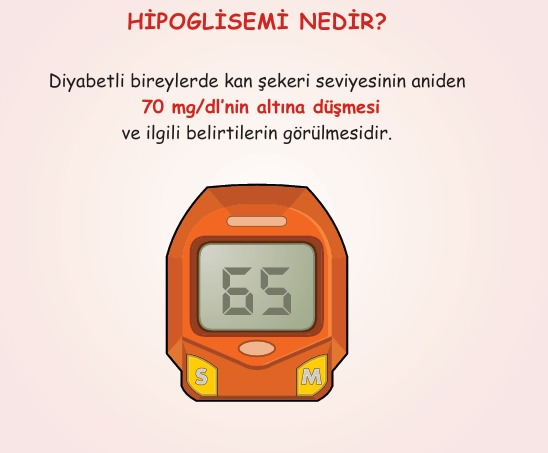 HİPOGLİSEMİ NEDİR?
Diyabetli bireylerde kan şekeri seviyesinin aniden
70 mg/dl'nin altına düşmesi
ve ilgili belirtilerin görülmesidir.
65
S M